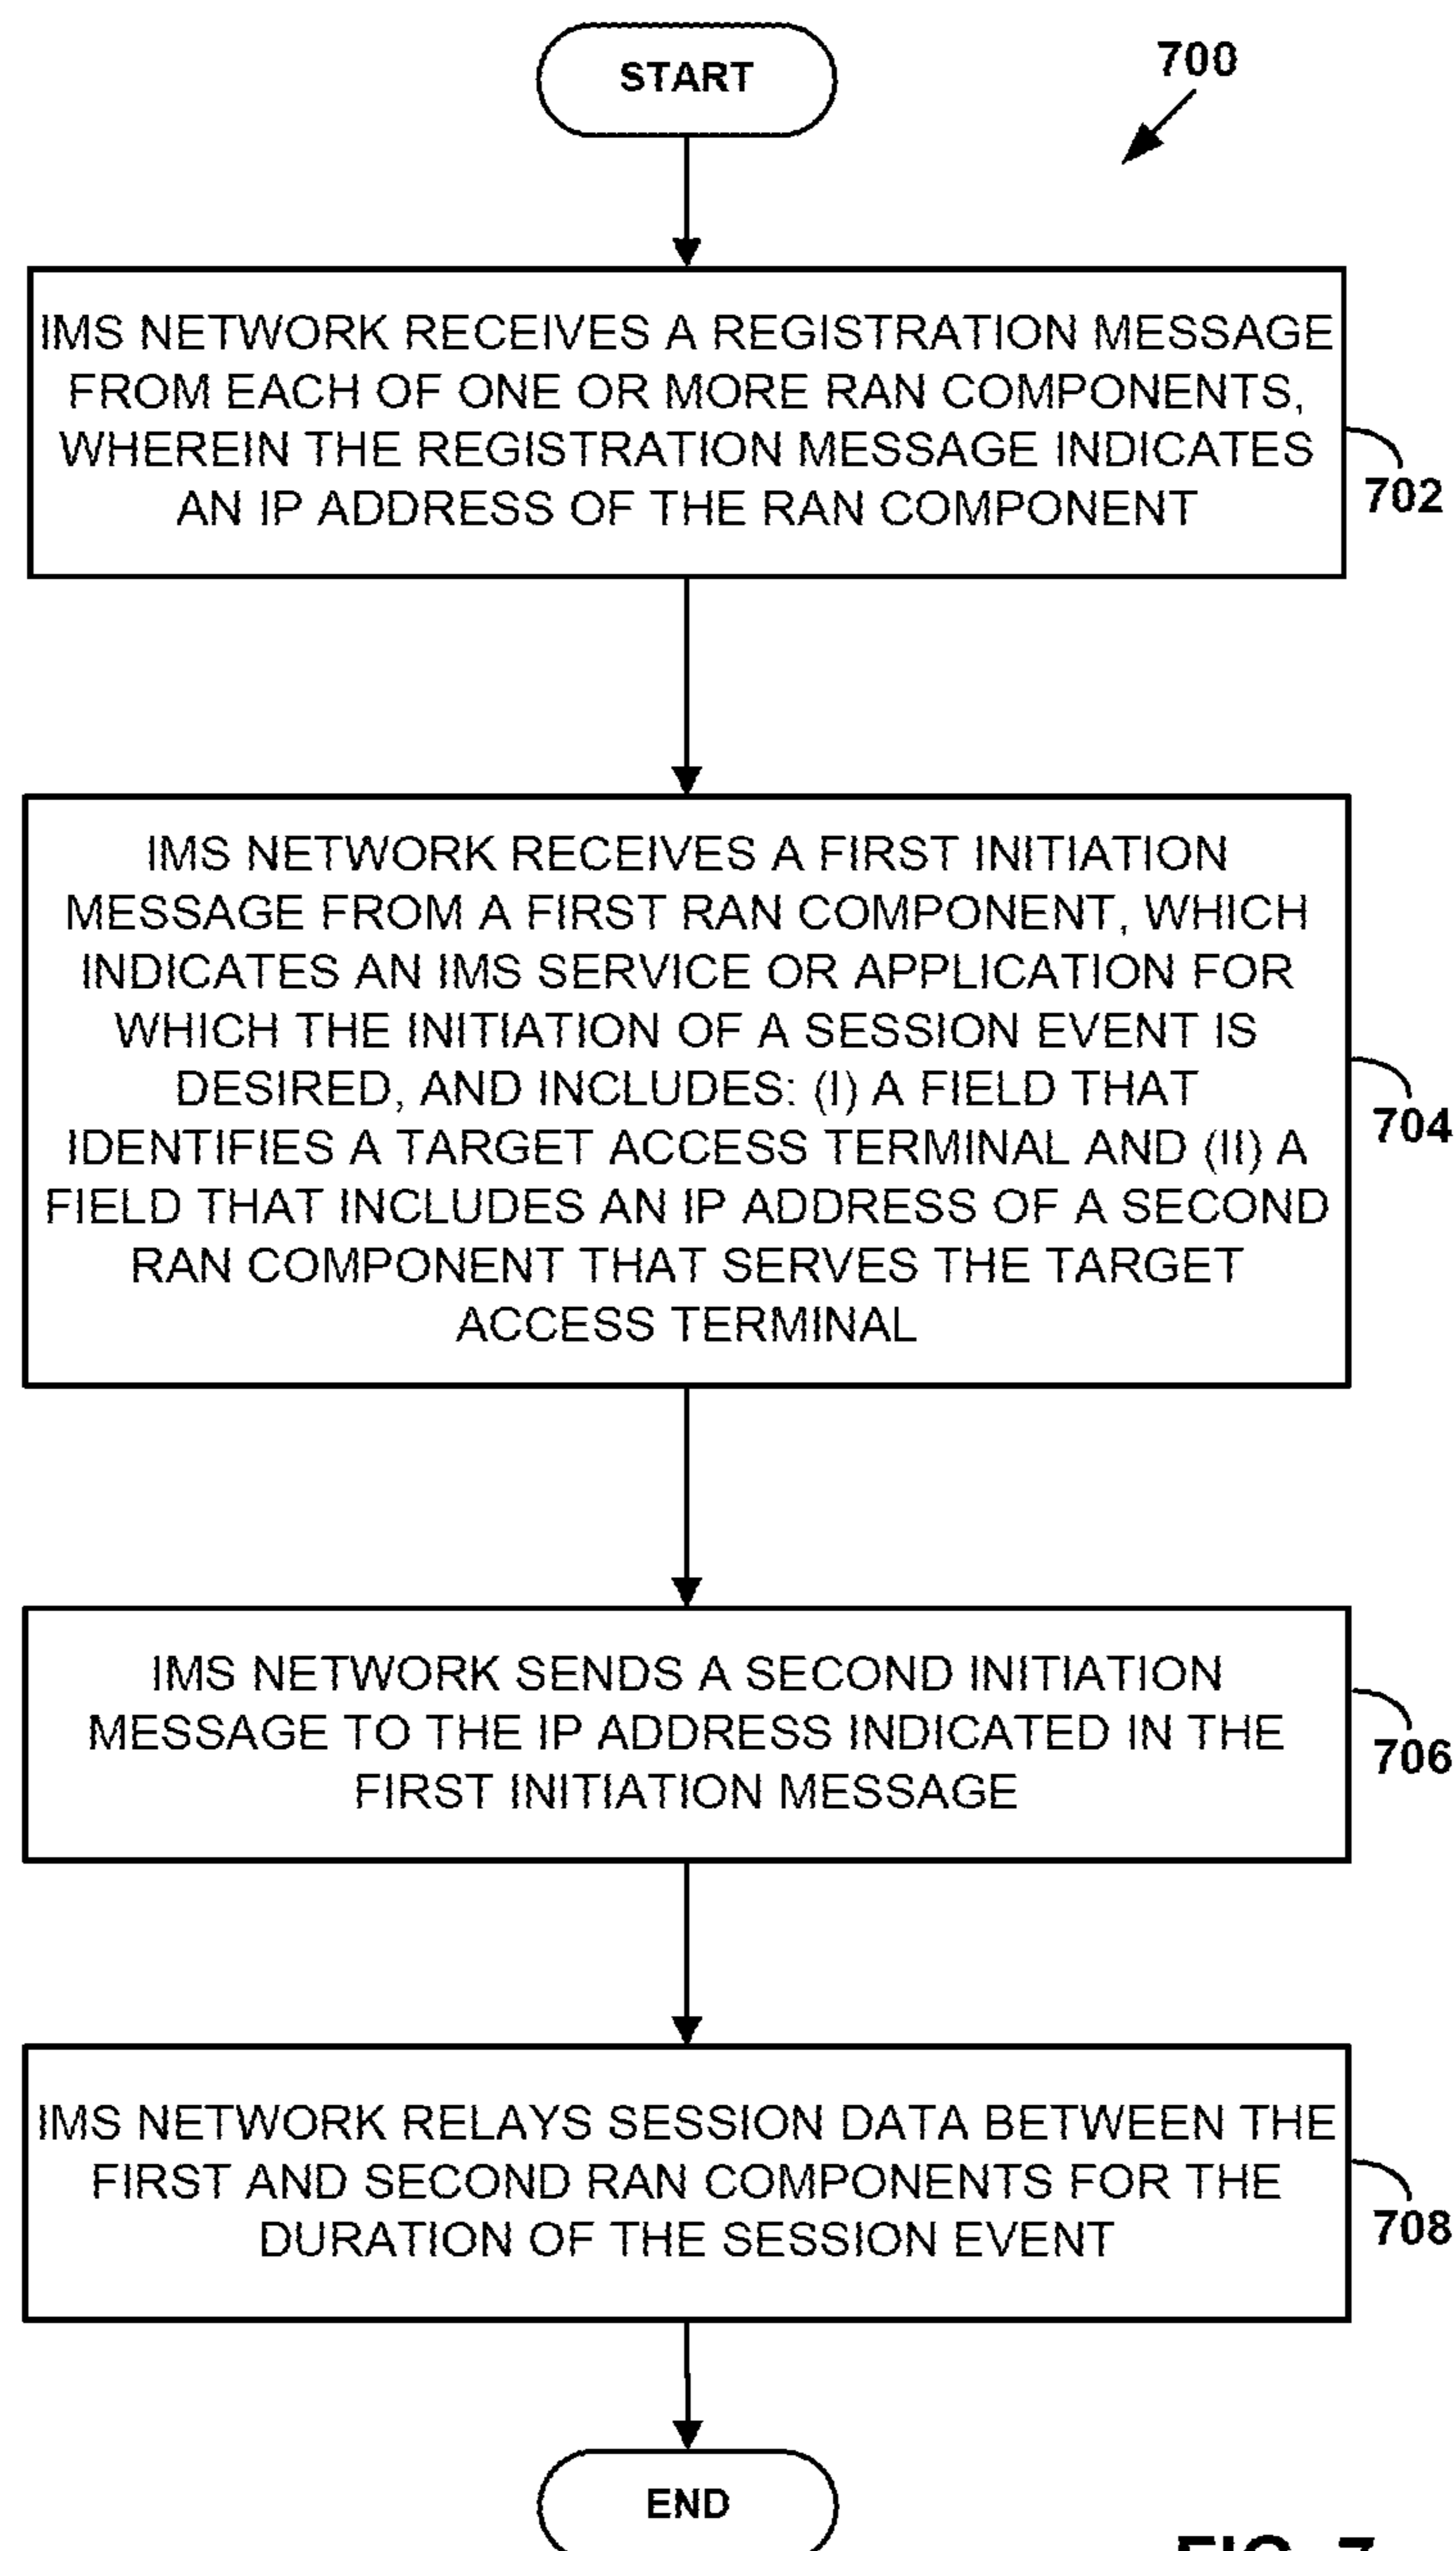 START
700
IMS NETWORK RECEIVES A REGISTRATION MESSAGE
FROM EACH OF ONE OR MORE RAN COMPONENTS,
WHEREIN THE REGISTRATION MESSAGE INDICATES
AN IP ADDRESS OF THE RAN COMPONENT
702
IMS NETWORK RECEIVES A FIRST INITIATION
MESSAGE FROM A FIRST RAN COMPONENT, WHICH
INDICATES AN IMS SERVICE OR APPLICATION FOR
WHICH THE INITIATION OF A SESSION EVENT IS
DESIRED, AND INCLUDES: (I) A FIELD THAT
IDENTIFIES A TARGET ACCESS TERMINAL AND (II) A
FIELD THAT INCLUDES AN IP ADDRESS OF A SECOND
RAN COMPONENT THAT SERVES THE TARGET
ACCESS TERMINAL
704
IMS NETWORK SENDS A SECOND INITIATION
MESSAGE TO THE IP ADDRESS INDICATED IN THE
FIRST INITIATION MESSAGE
706
IMS NETWORK RELAYS SESSION DATA BETWEEN THE
FIRST AND SECOND RAN COMPONENTS FOR THE
DURATION OF THE SESSION EVENT
708
END